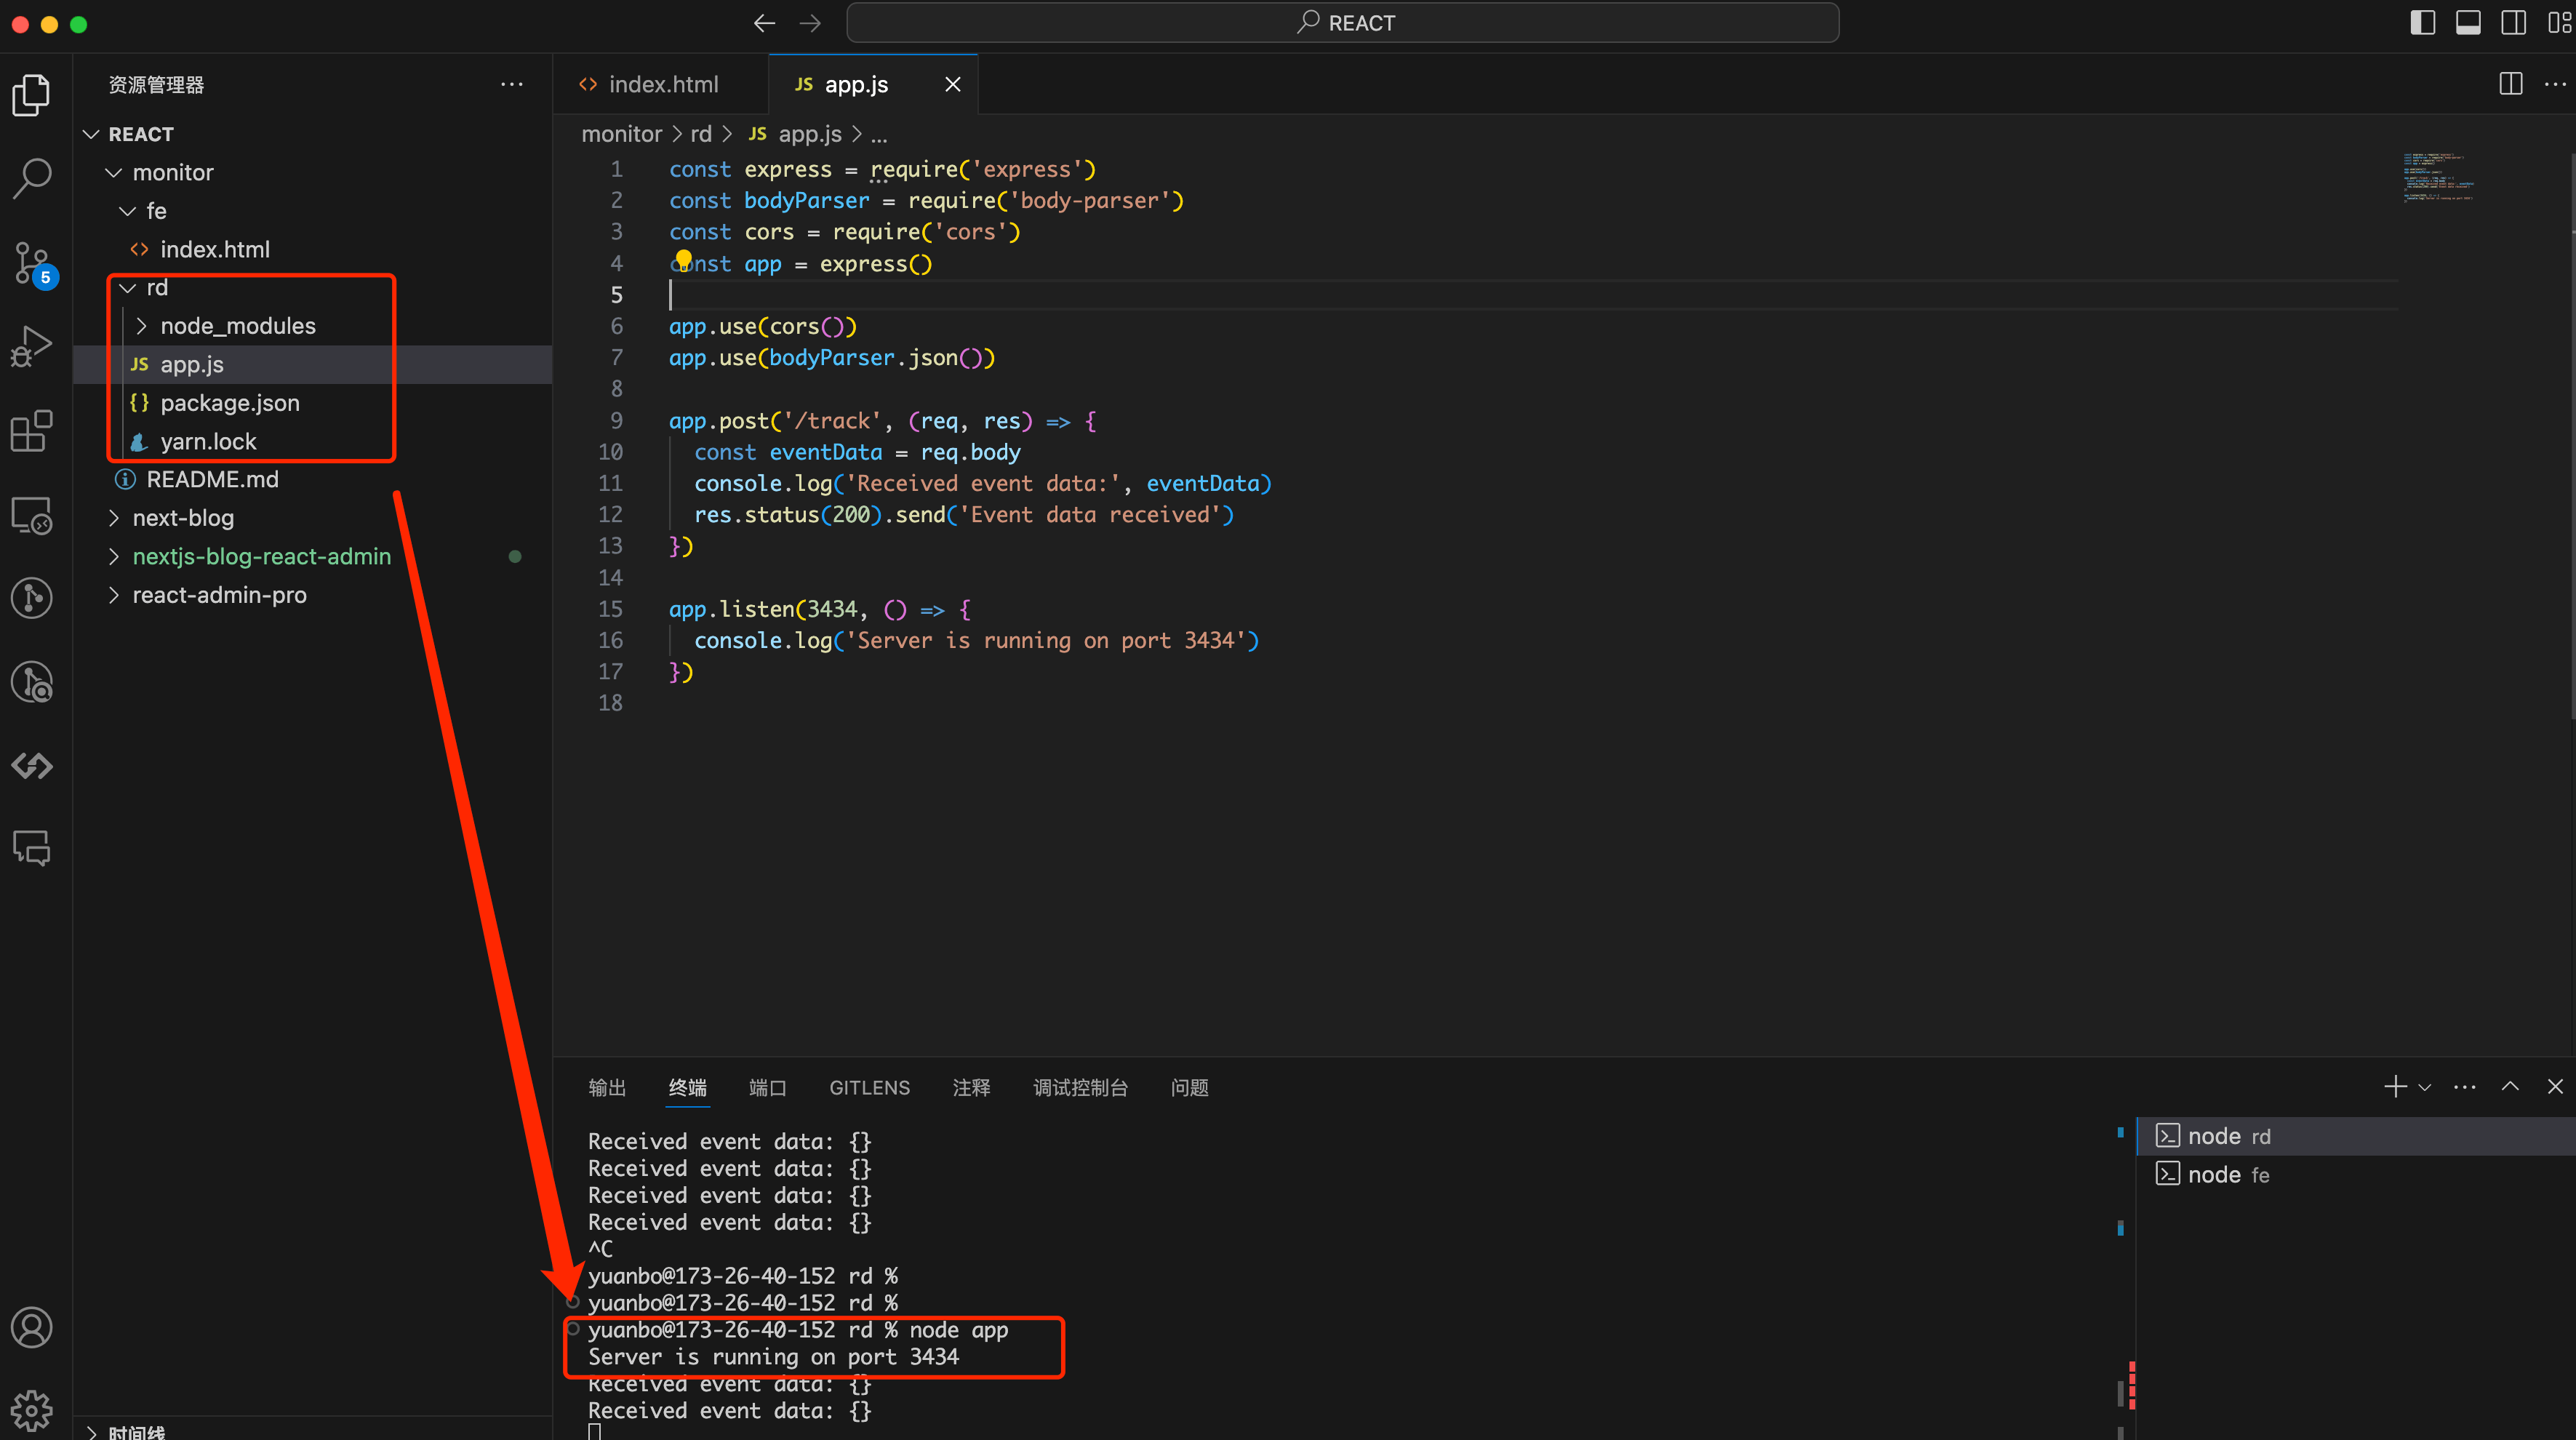 REACT
资源管理器
REACT
monitor
fe
index.html
rd
node_modules
JS app.js
{} package.json
yarn.lock
README.md
next-blog
nextjs-blog-react-admin
react-admin-pro
时间线
5
index.html
JS app.js
monitor > rd > JS app.js > ...
1 const express = require('express')
2 const bodyParser = require('body-parser')
3 const cors = require('cors')
4 const app = express()
5
6 app.use(cors())
7 app.use(bodyParser.json())
8
9 app.post('/track', (req, res) => {
10 const eventData = req.body
11 console.log('Received event data:', eventData)
12 res.status(200).send('Event data received')
13 })
14
15 app.listen(3434, () => {
16 console.log('Server is running on port 3434')
17 })
18
输出 终端 端口 GITLENS 注释 调试控制台 问题
Received event data: {}
Received event data: {}
Received event data: {}
Received event data: {}
^C
yuanbo@173-26-40-152 rd %
yuanbo@173-26-40-152 rd %
yuanbo@173-26-40-152 rd % node app
Server is running on port 3434
Received event data: {}
Received event data: {}
node rd
node fe